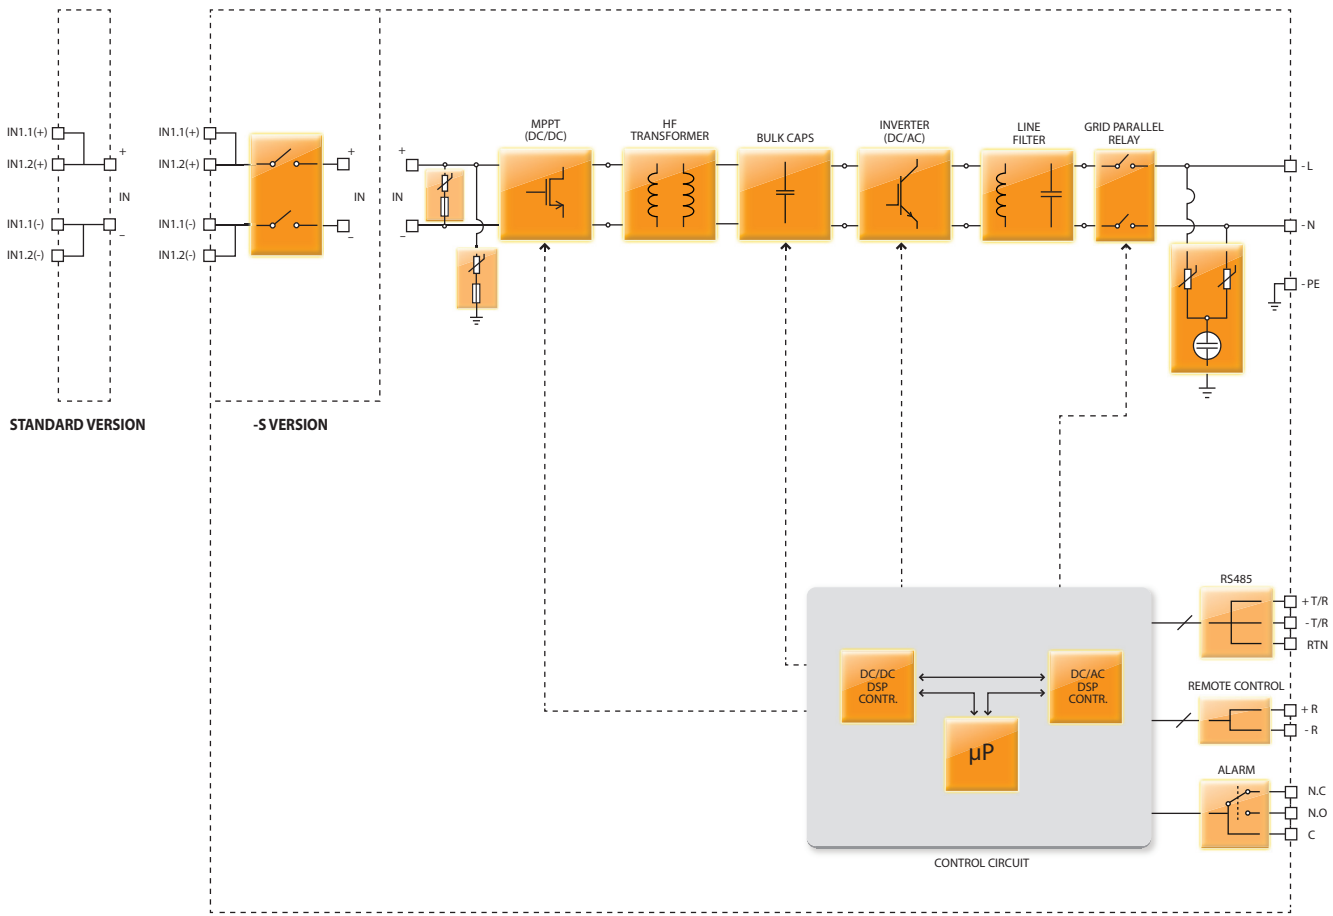 IN1.1(+)
IN1.2(+)
+
IN
IN1.1(-)
–
IN1.2(-)
STANDARD VERSION
IN1.1(+)
IN1.2(+)
+
IN
IN1.1(-)
–
IN1.2(-)
-S VERSION
+
IN
–
MPPT
(DC/DC)
HF
TRANSFORMER
BULK CAPS
INVERTER
(DC/AC)
LINE
FILTER
GRID PARALLEL
RELAY
- L
- N
- PE
DC/DC
DSP
CONTR.
DC/AC
DSP
CONTR.
µP
CONTROL CIRCUIT
RS485
+ T/R
- T/R
RTN
REMOTE CONTROL
+ R
- R
ALARM
N.C
N.O
C